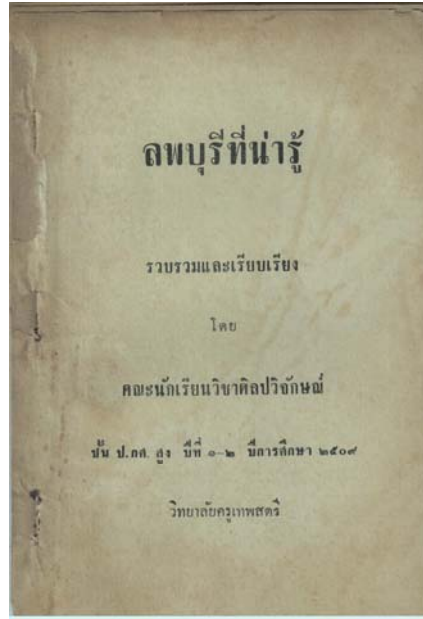 ลพบุรีที่น่ารู้
รวบรวมและเรียบเรียง
โดย
คณะนักเรียนวิชาศิลปวิจักษณ์
ชั้น ป.กศ. สูง ปีที่ ๑-๒ ปีการศึกษา ๒๕๐๙
วิทยาลัยครูเทพสตรี